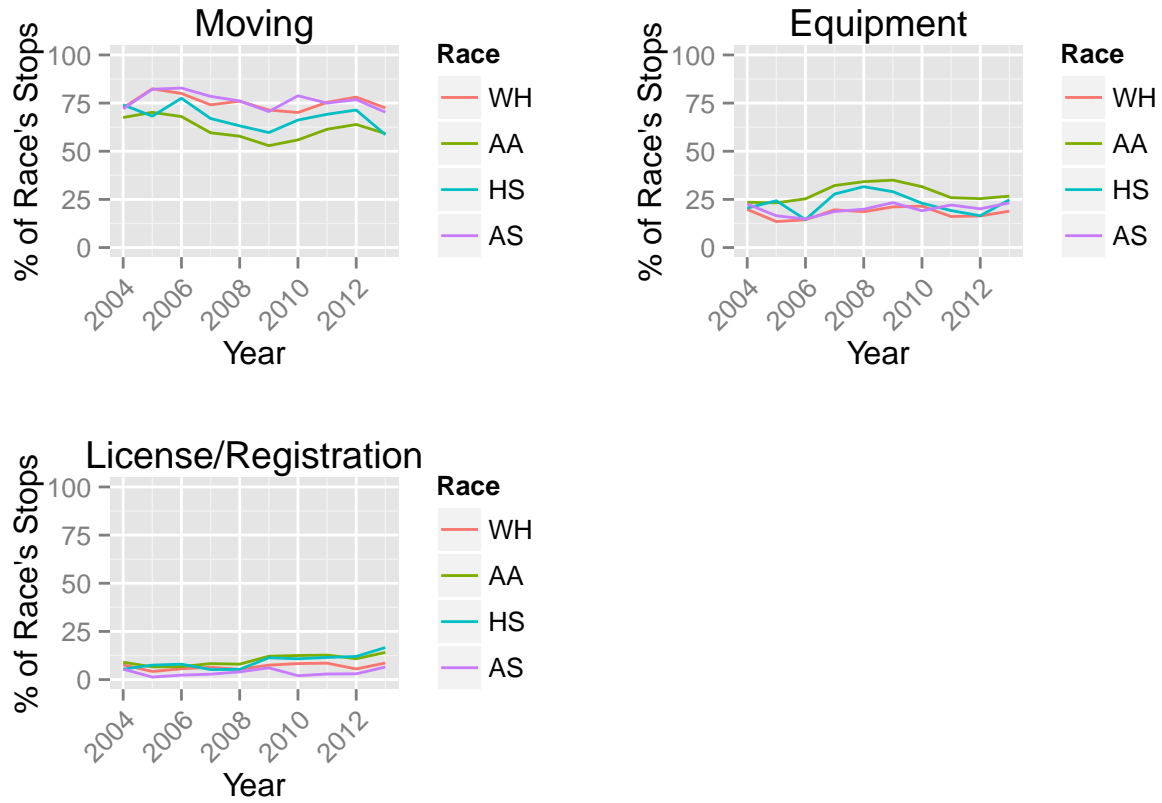 Moving
% of Race's Stops
100
75
50
25
0
2004
2006
2008
2010
2012
Year
Race
WH
AA
HS
AS
Equipment
% of Race's Stops
100
75
50
25
0
2004
2006
2008
2010
2012
Year
Race
WH
AA
HS
AS
License/Registration
% of Race's Stops
100
75
50
25
0
2004
2006
2008
2010
2012
Year
Race
WH
AA
HS
AS